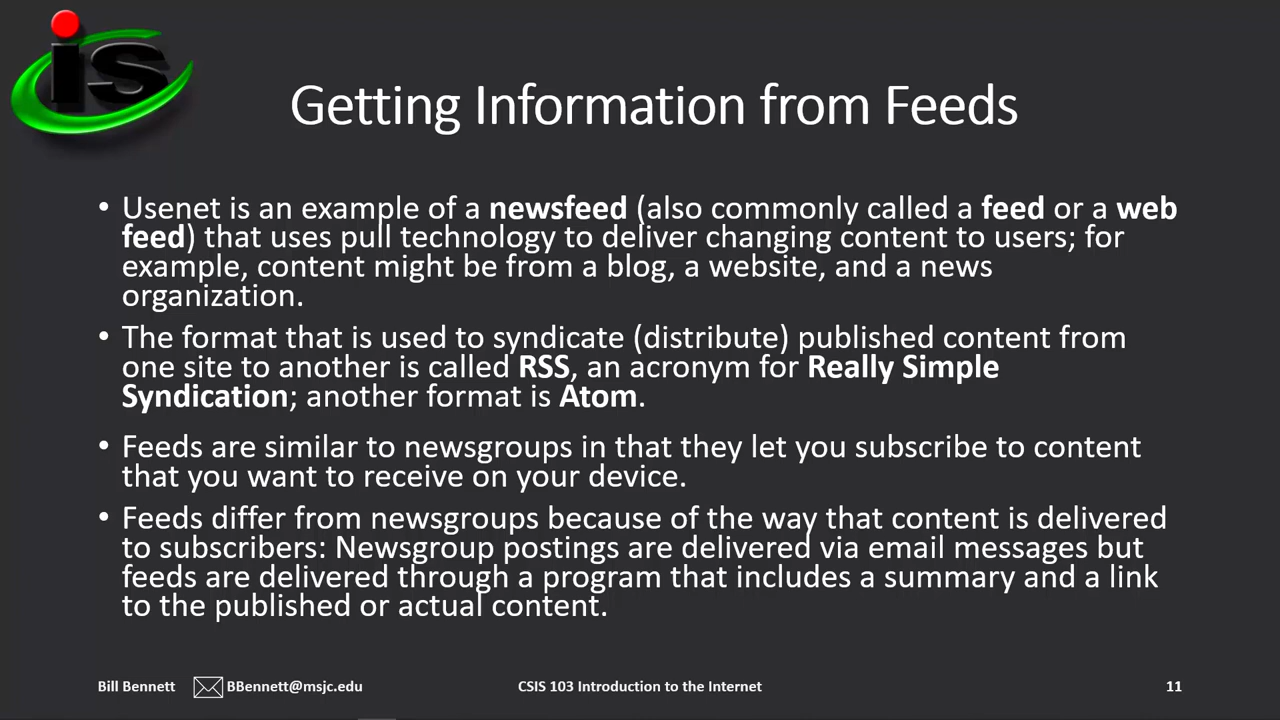 is
Getting Information from Feeds
• Usenet is an example of a newsfeed (also commonly called a feed or a web
feed) that uses pull technology to deliver changing content to users; for
example, content might be from a blog, a website, and a news
organization.
• The format that is used to syndicate (distribute) published content from
one site to another is called RSS, an acronym for Really Simple
Syndication; another format is Atom.
• Feeds are similar to newsgroups in that they let you subscribe to content
that you want to receive on your device.
• Feeds differ from newsgroups because of the way that content is delivered
to subscribers: Newsgroup postings are delivered via email messages but
feeds are delivered through a program that includes a summary and a link
to the published or actual content.
Bill Bennett BBennett@msjc.edu CSIS 103 Introduction to the Internet 11